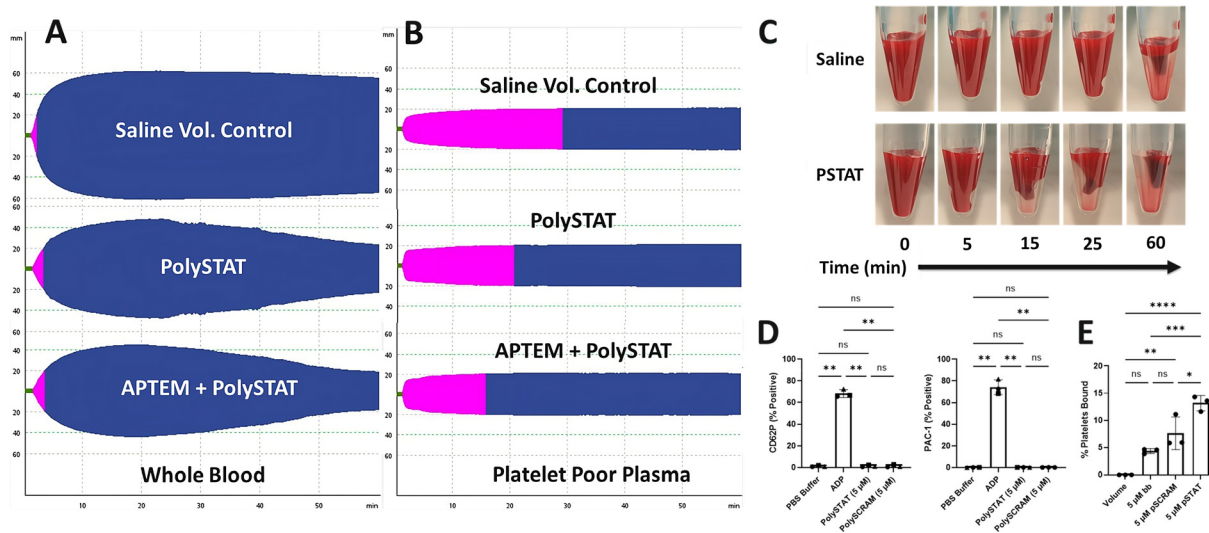 A
mm
60
40
20
20
40
60
Saline Vol. Control
40
20
20
40
PolySTAT
40
20
20
40
60
APTEM + PolySTAT
Whole Blood
10
20
30
40
50
min
B
mm
60
40
20
20
40
60
Saline Vol. Control
40
20
20
40
PolySTAT
40
20
20
40
60
APTEM + PolySTAT
Platelet Poor Plasma
10
20
30
40
50
min
C
Saline
PSTAT
0 5 15 25 60
Time (min)
D
ns
ns
**
ns
** ** ns
CD62P (% Positive)
100
80
60
40
20
0
PBS Buffer
ADP
PolySTAT (5 µM)
PolySCRAM (5 µM)
ns
ns
**
ns
** ** ns
PAC-1 (% Positive)
100
80
60
40
20
0
PBS Buffer
ADP
PolySTAT (5 µM)
PolySCRAM (5 µM)
E
****
***
**
ns ns *
% Platelets Bound
20
15
10
5
0
Volume
5 µM bb
5 µM pSCRAM
5 µM pSTAT